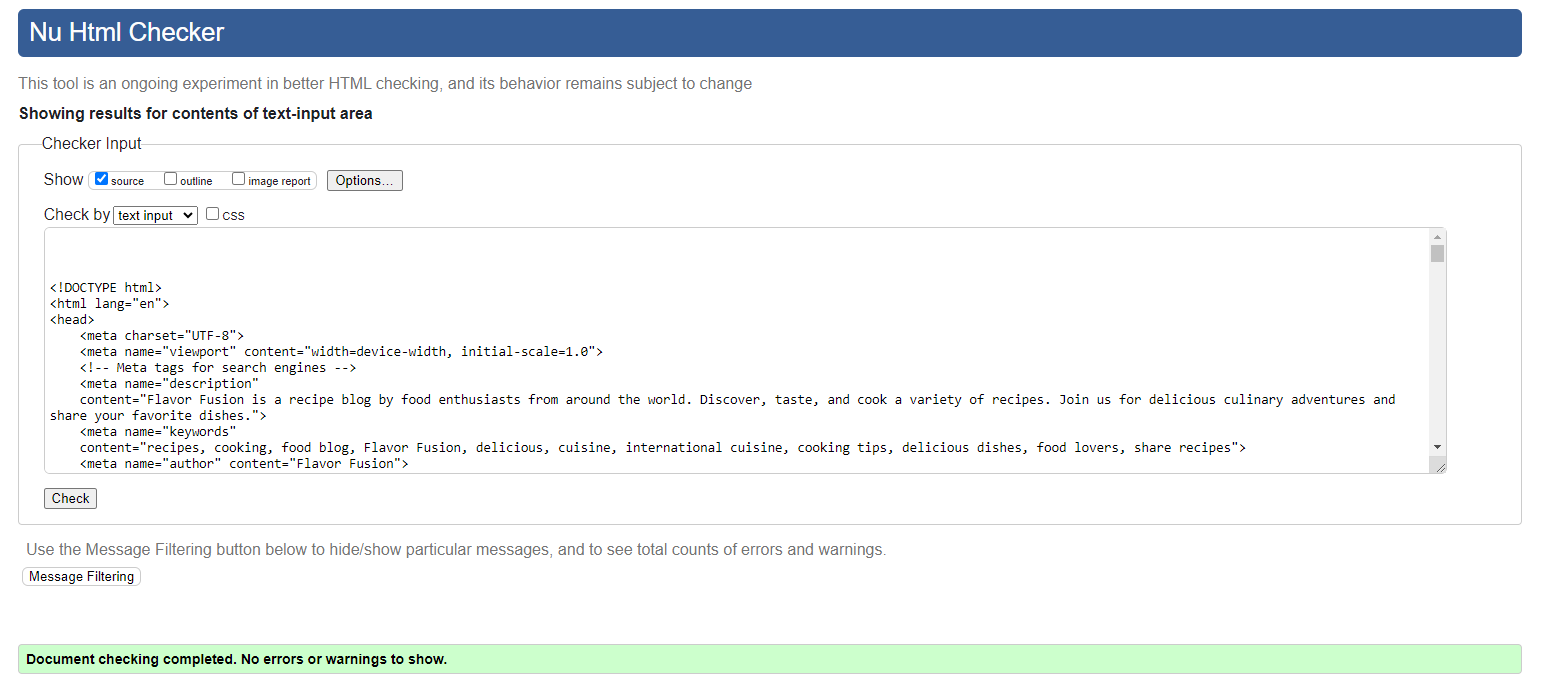 Nu Html Checker
This tool is an ongoing experiment in better HTML checking, and its behavior remains subject to change
Showing results for contents of text-input area
Checker Input
Show source outline image report Options...
Check by text input css
<!DOCTYPE html>
<html lang="en">
<head>
    <meta charset="UTF-8">
    <meta name="viewport" content="width=device-width, initial-scale=1.0">
    <!-- Meta tags for search engines -->
    <meta name="description"
    content="Flavor Fusion is a recipe blog by food enthusiasts from around the world. Discover, taste, and cook a variety of recipes. Join us for delicious culinary adventures and
share your favorite dishes.">
    <meta name="keywords"
    content="recipes, cooking, food blog, Flavor Fusion, delicious, cuisine, international cuisine, cooking tips, delicious dishes, food lovers, share recipes">
    <meta name="author" content="Flavor Fusion">
Check
Use the Message Filtering button below to hide/show particular messages, and to see total counts of errors and warnings.
Message Filtering
Document checking completed. No errors or warnings to show.